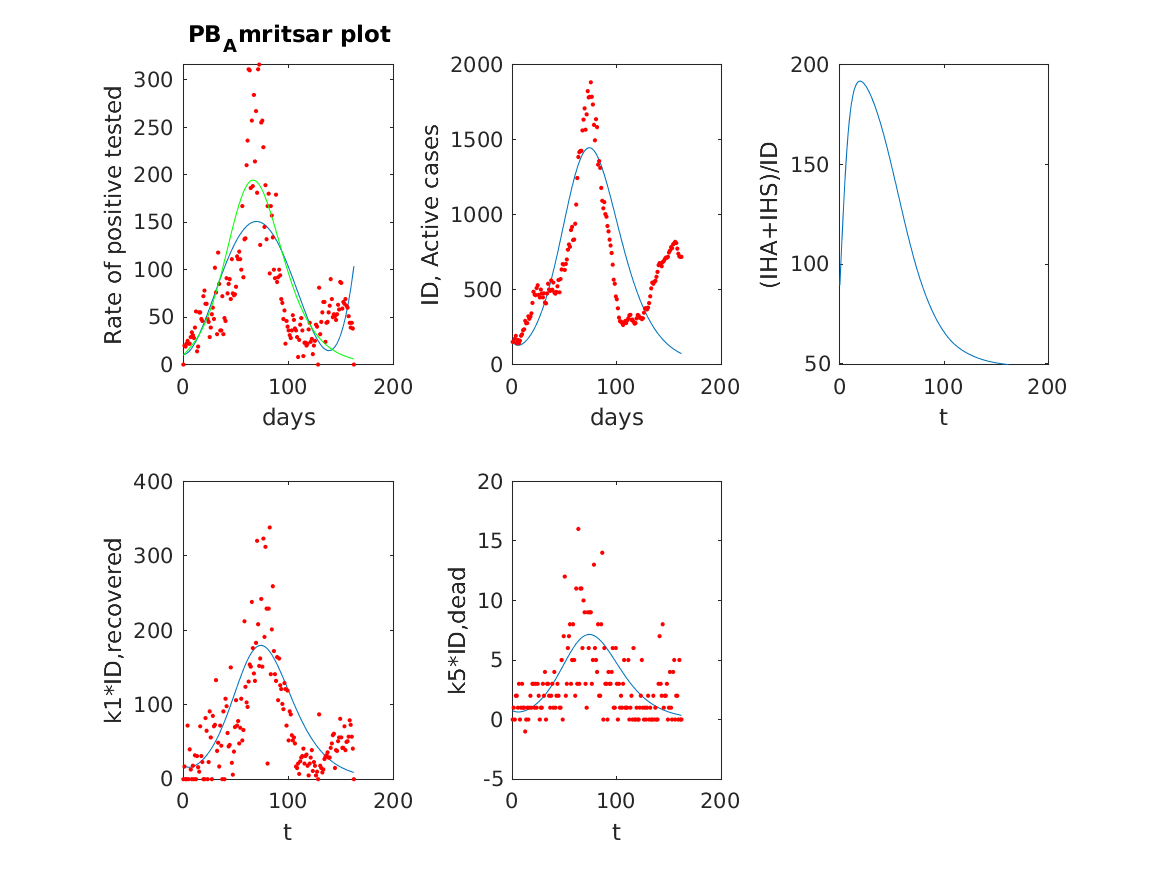 PB_Amritsar plot
Rate of positive tested
300
250
200
150
100
50
0
0 100 200
days
ID, Active cases
2000
1500
1000
500
0
0 100 200
days
(IHA+IHS)/ID
200
150
100
50
0 100 200
t
k1*ID,recovered
400
300
200
100
0
0 100 200
t
k5*ID,dead
20
15
10
5
0
-5
0 100 200
t